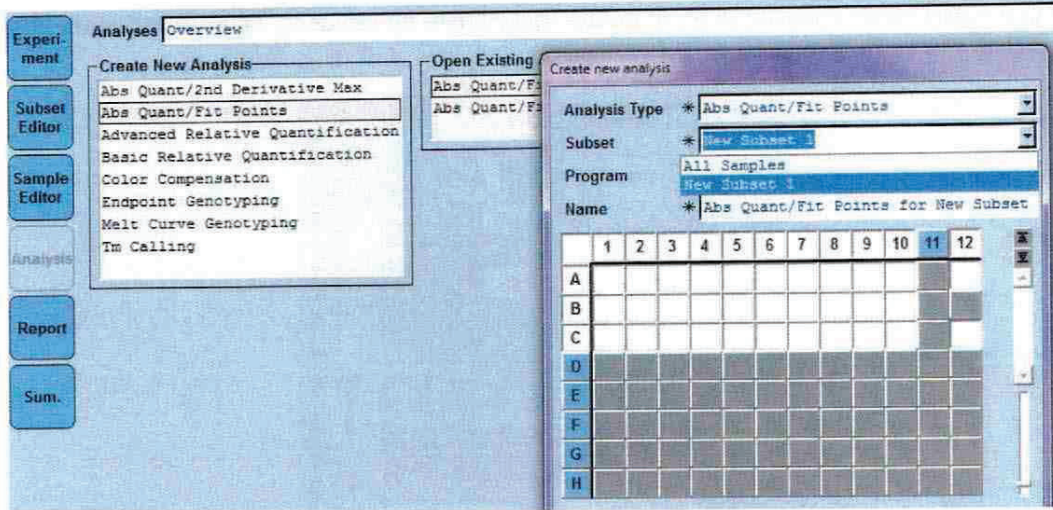 Experi-
ment
Subset
Editor
Sample
Editor
Analysis
Report
Sum.
Analyses Overview
Create New Analysis
Abs Quant/2nd Derivative Max
Abs Quant/Fit Points
Advanced Relative Quantification
Basic Relative Quantification
Color Compensation
Endpoint Genotyping
Melt Curve Genotyping
Tm Calling
Open Existing
Abs Quant/Fi
Abs Quant/Fi
Create new analysis
Analysis Type * Abs Quant/Fit Points
Subset * New Subset 1
All Samples
New Subset 1
Program
Name * Abs Quant/Fit Points for New Subset
1 2 3 4 5 6 7 8 9 10 11 12
A
B
C
D
E
F
G
H